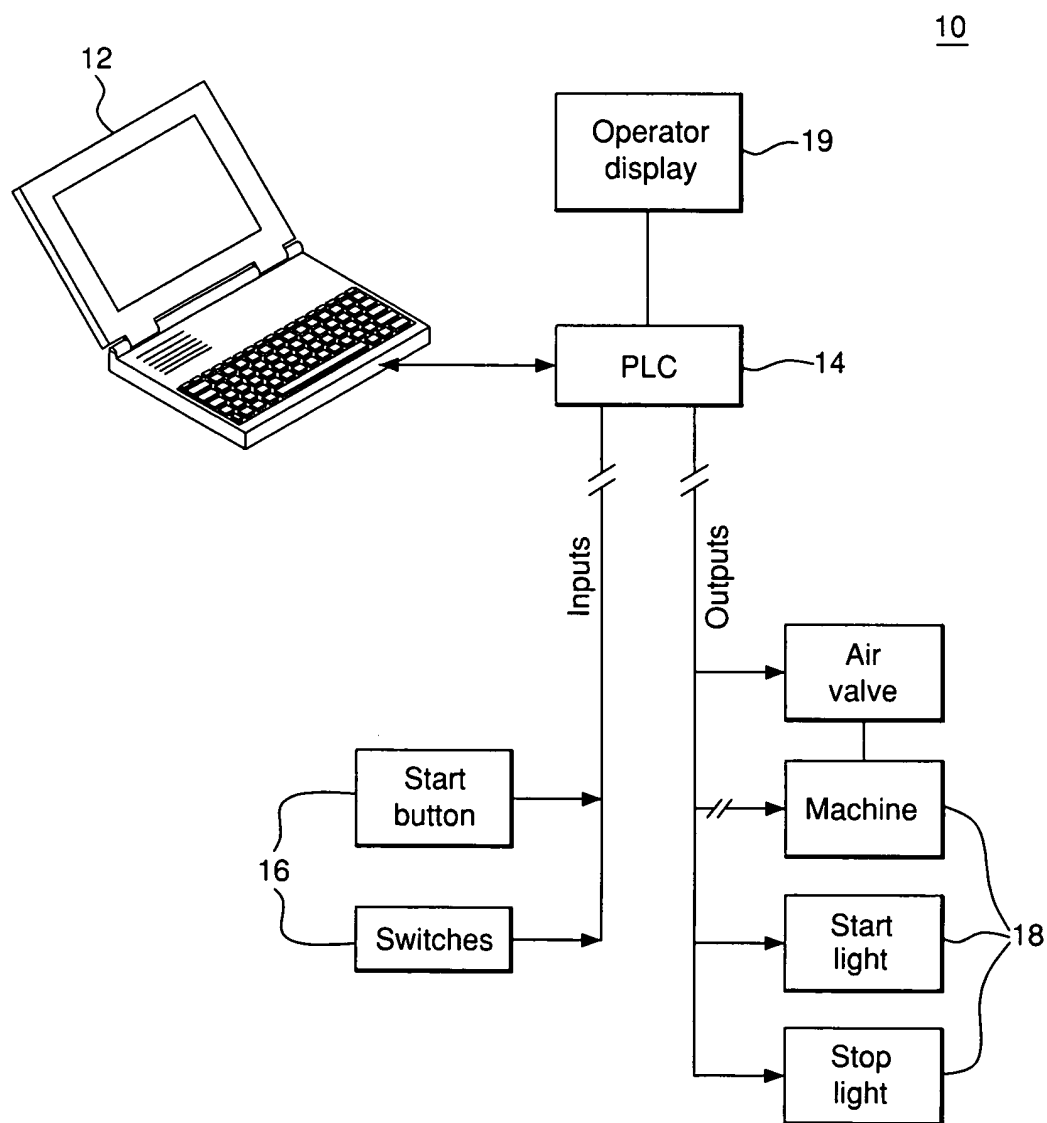 10
12
Operator
display
19
PLC
14
Inputs
Outputs
Air
valve
Start
button
Machine
16
Switches
Start
light
18
Stop
light